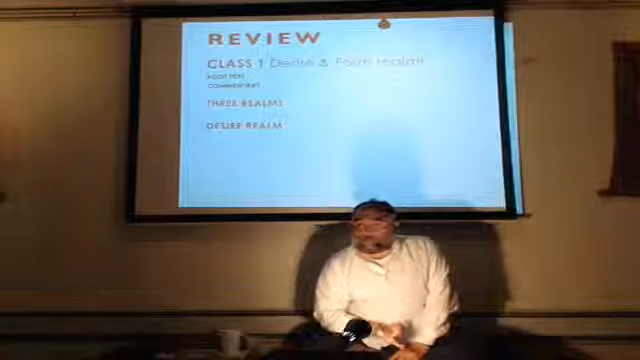 REVIEW
CLASS 1 Desire & Form realms
ROOT TEXT
COMMENTARY
THREE REALMS
DESIRE REALM